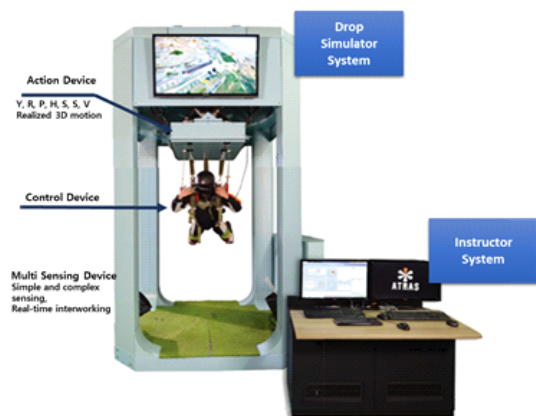 Drop
Simulator
System
Action Device
Y, R, P, H, S, S, V
Realized 3D motion
Control Device
Multi Sensing Device
Simple and complex
sensing,
Real-time interworking
Instructor
System
ATRAS